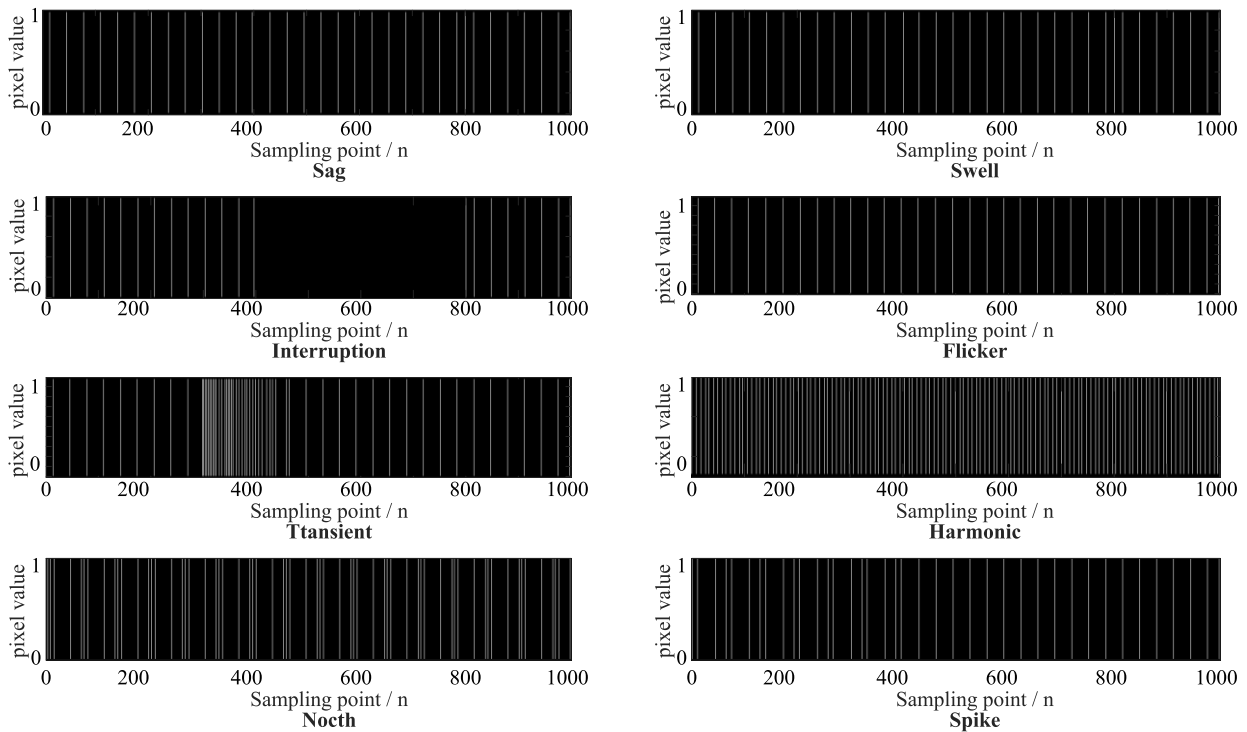 1
pixel value
0
0 200 400 600 800 1000
Sampling point / n
Sag
1
pixel value
0
0 200 400 600 800 1000
Sampling point / n
Swell
1
pixel value
0
0 200 400 600 800 1000
Sampling point / n
Interruption
1
pixel value
0
0 200 400 600 800 1000
Sampling point / n
Flicker
1
pixel value
0
0 200 400 600 800 1000
Sampling point / n
Ttansient
1
pixel value
0
0 200 400 600 800 1000
Sampling point / n
Harmonic
1
pixel value
0
0 200 400 600 800 1000
Sampling point / n
Nocth
1
pixel value
0
0 200 400 600 800 1000
Sampling point / n
Spike